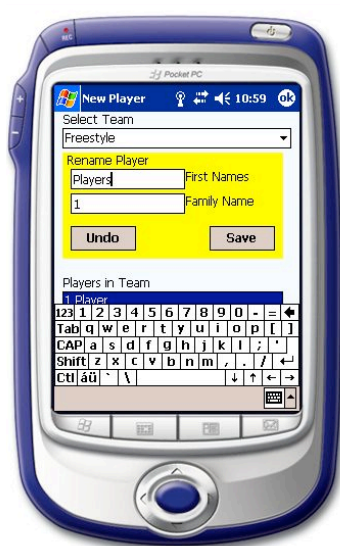 REC
Pocket PC
New Player 10:59 ok
Select Team
Freestyle
Rename Player
Players First Names
1 Family Name
Undo Save
Players in Team
1 Player
123 1 2 3 4 5 6 7 8 9 0 - =
Tab q w e r t y u i o p [ ]
CAP a s d f g h j k l ; '
Shift z x c v b n m , . /
Ctl áü ` \
+
-